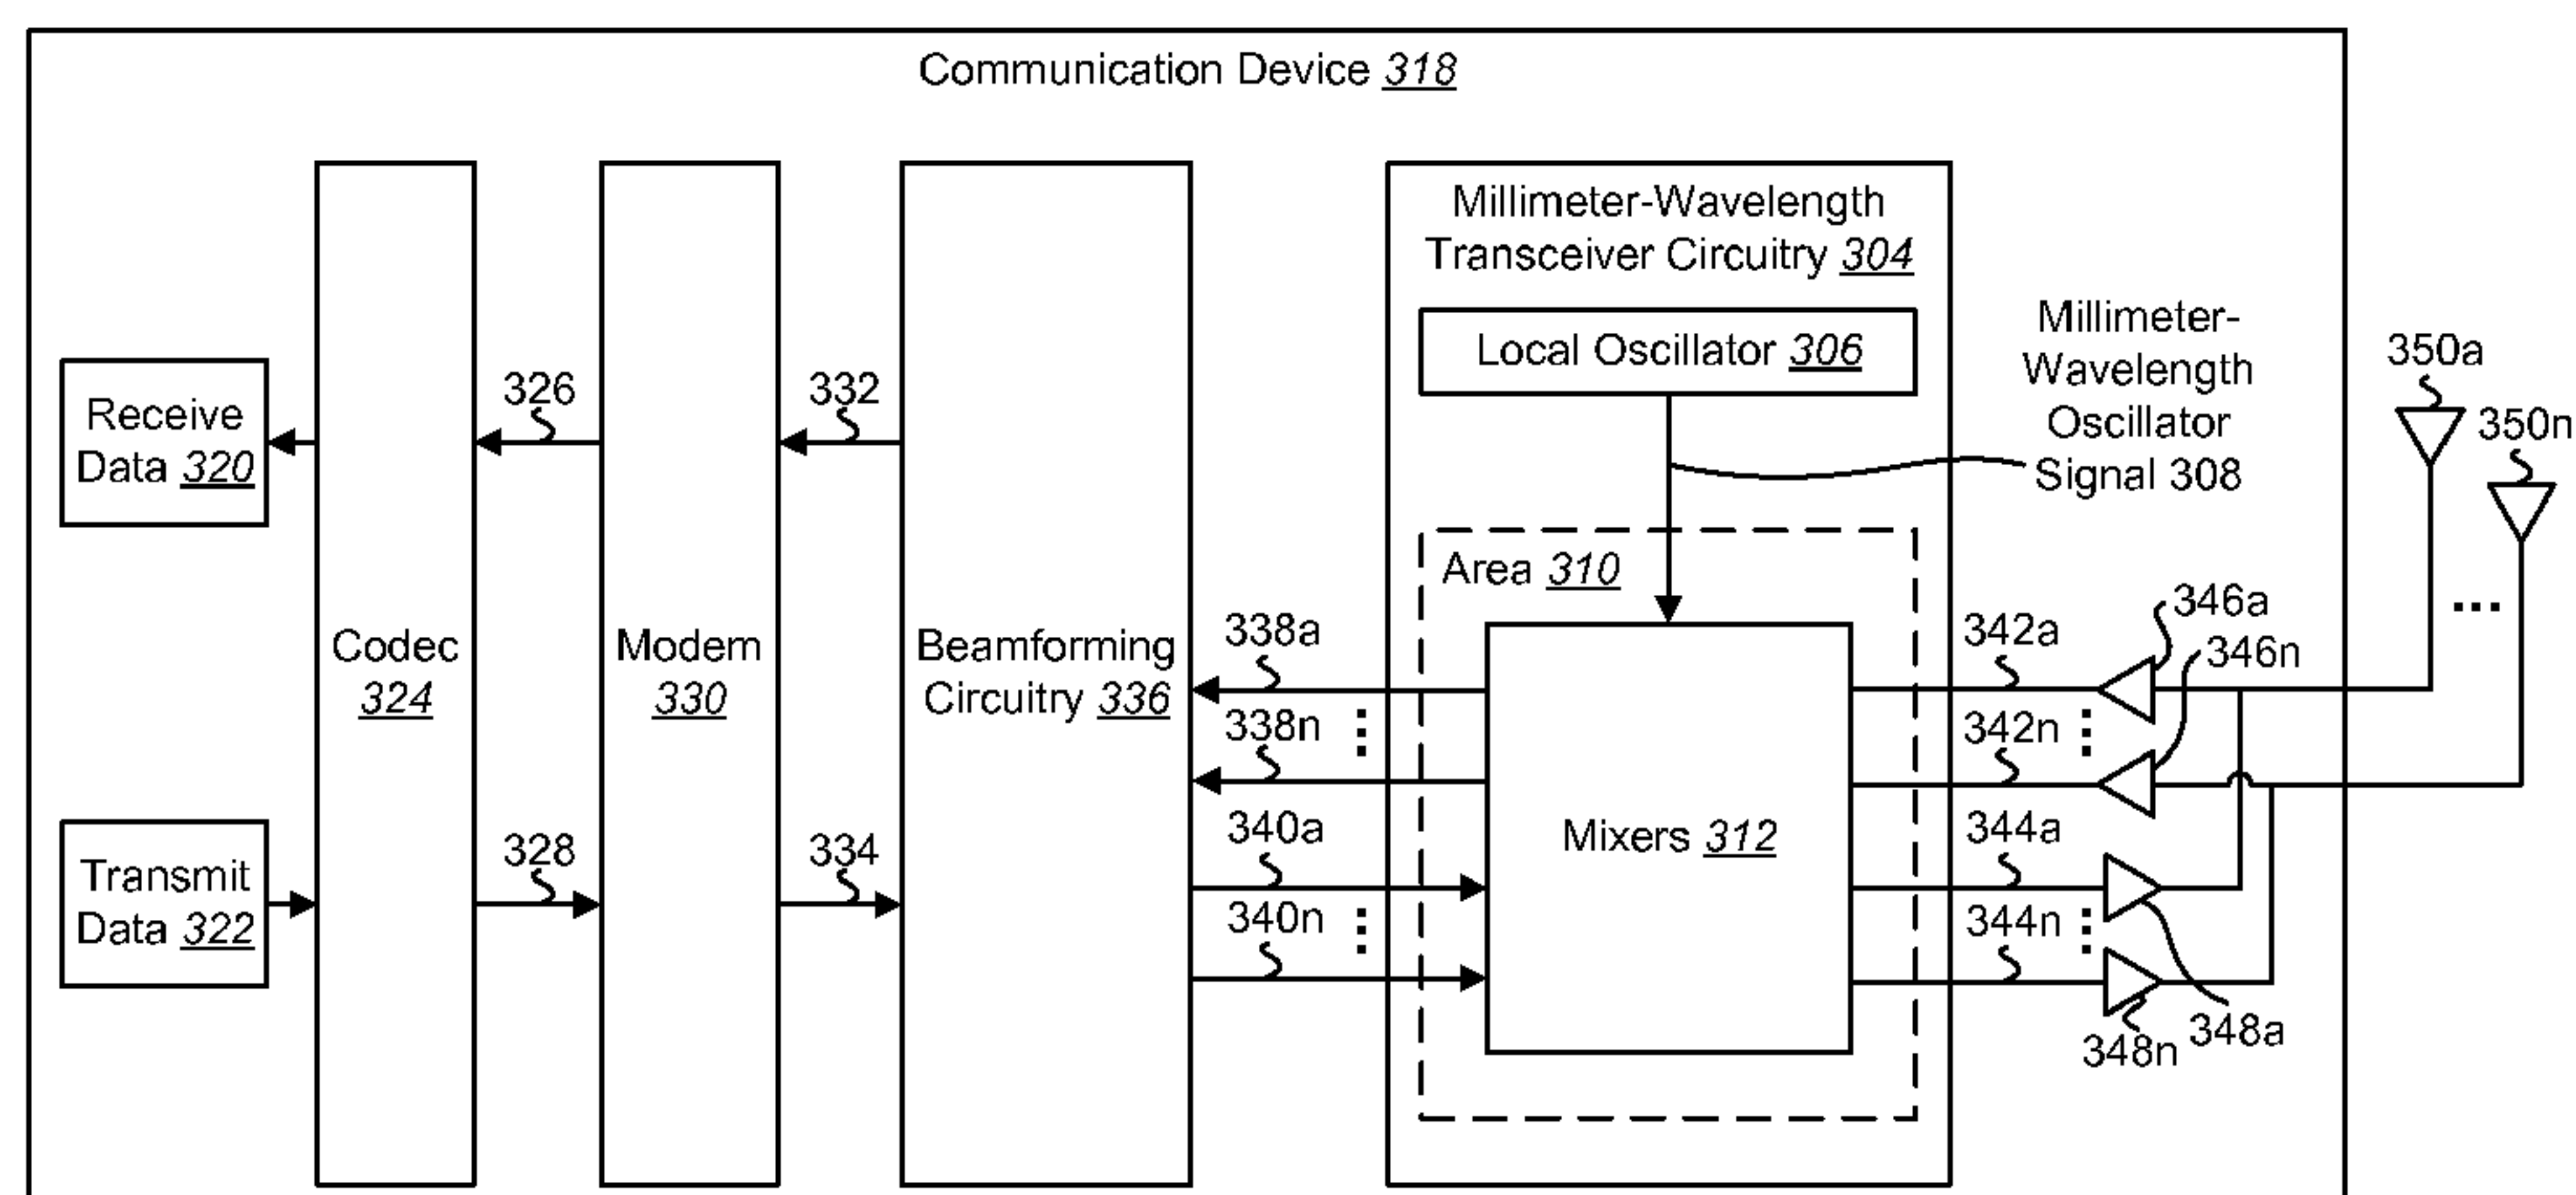 Communication Device 318
Millimeter-Wavelength
Transceiver Circuitry 304
Local Oscillator 306
Millimeter-
Wavelength
Oscillator
Signal 308
350a
350n
Receive
Data 320
326
332
Area 310
...
Codec
324
Modem
330
Beamforming
Circuitry 336
338a
338n
340a
340n
Mixers 312
342a
342n
344a
344n
346a
346n
348a
348n
Transmit
Data 322
328
334